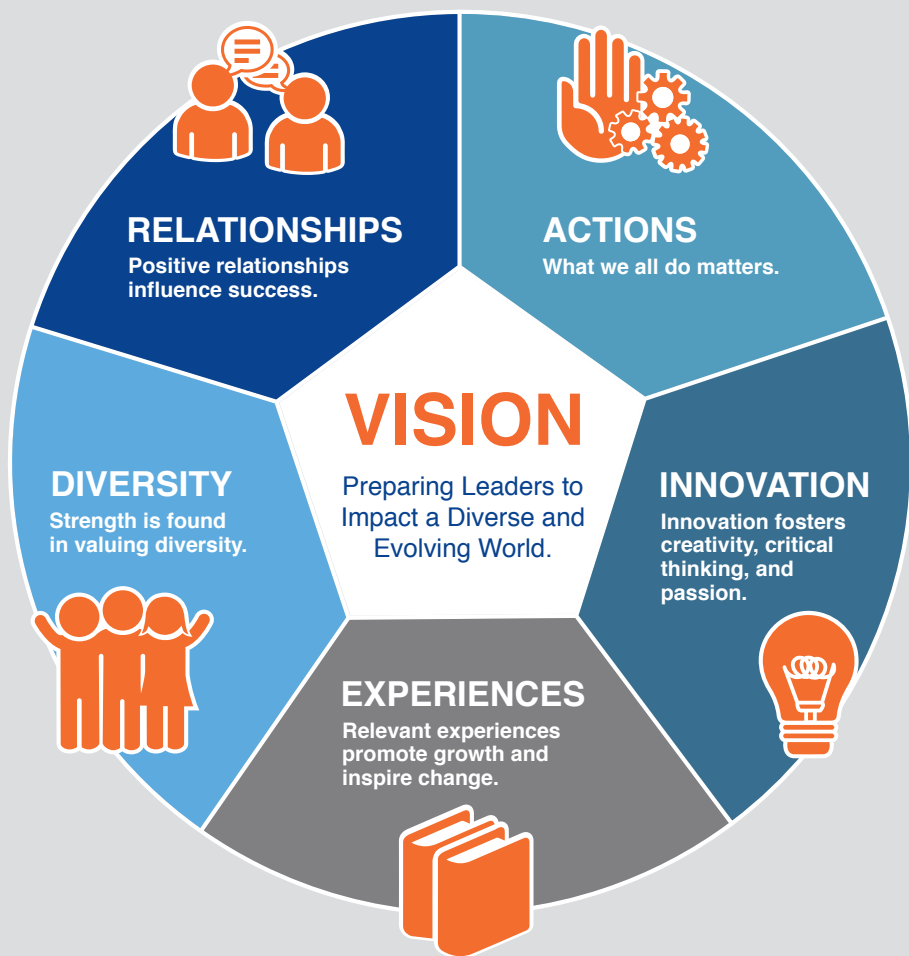 RELATIONSHIPS
Positive relationships
influence success.
ACTIONS
What we all do matters.
VISION
Preparing Leaders to
Impact a Diverse and
Evolving World.
DIVERSITY
Strength is found
in valuing diversity.
INNOVATION
Innovation fosters
creativity, critical
thinking, and
passion.
EXPERIENCES
Relevant experiences
promote growth and
inspire change.